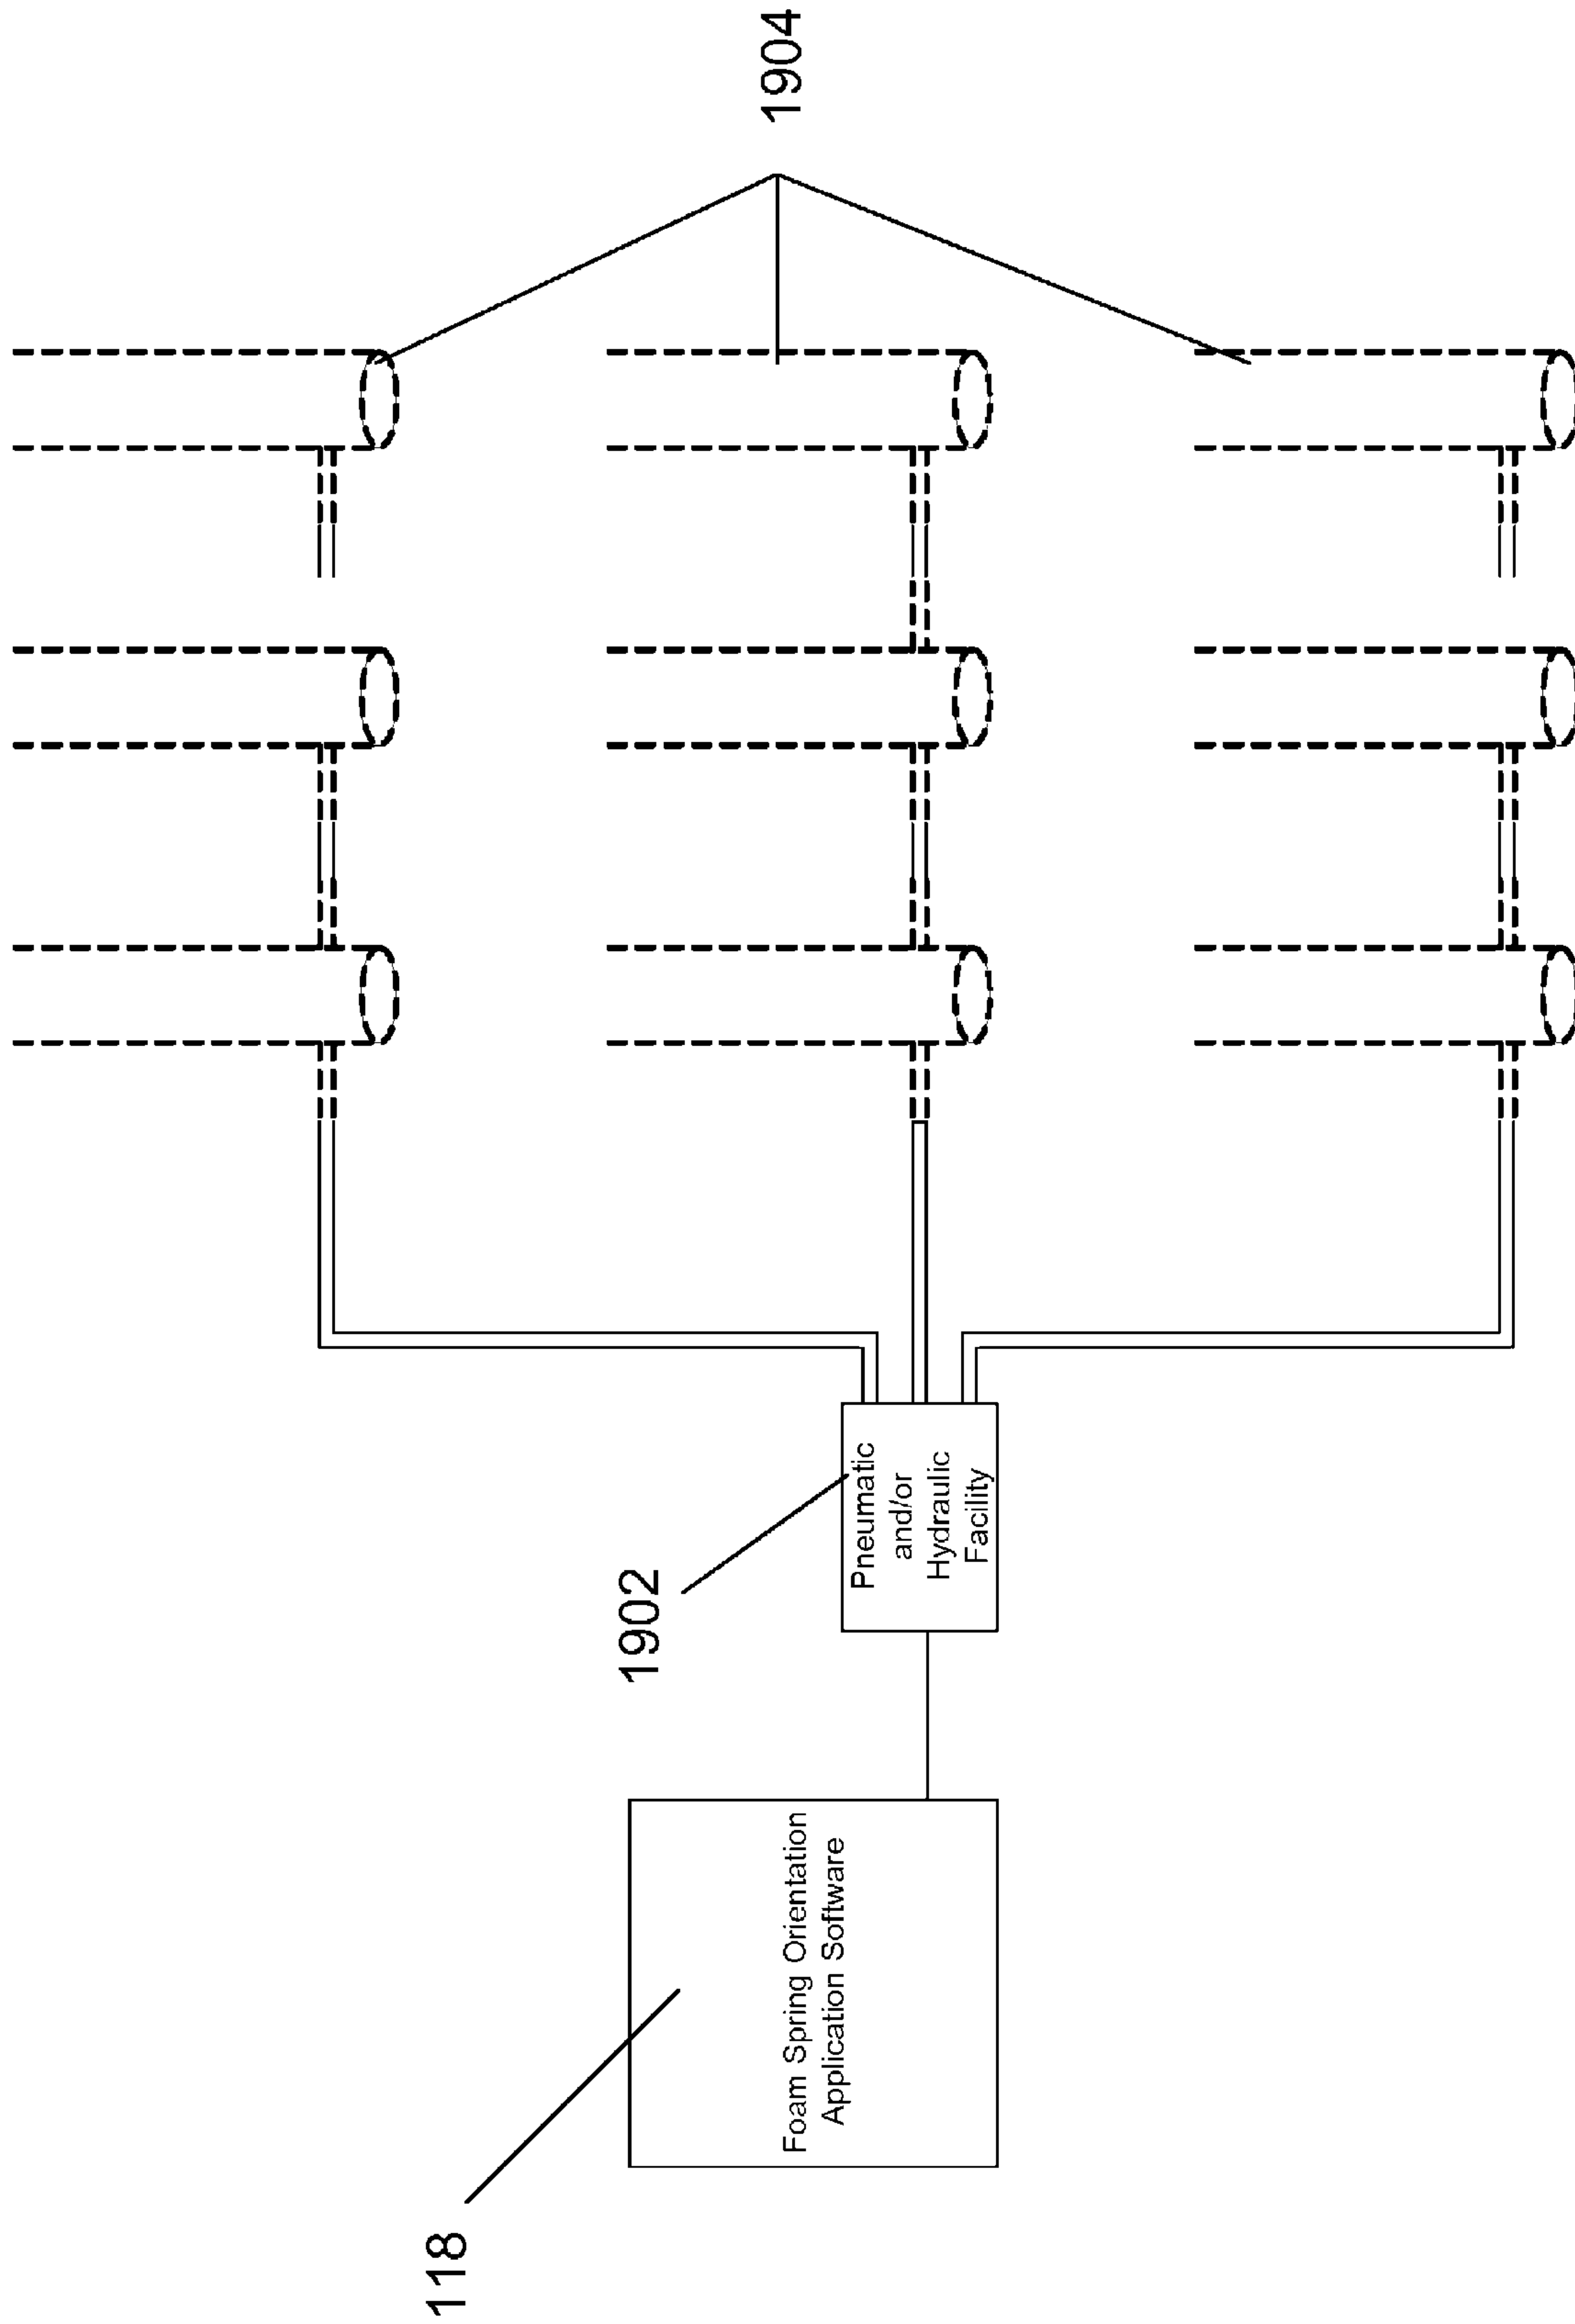 118
Foam Spring Orientation
Application Software
1902
Pneumatic
and/or
Hydraulic
Facility
1904